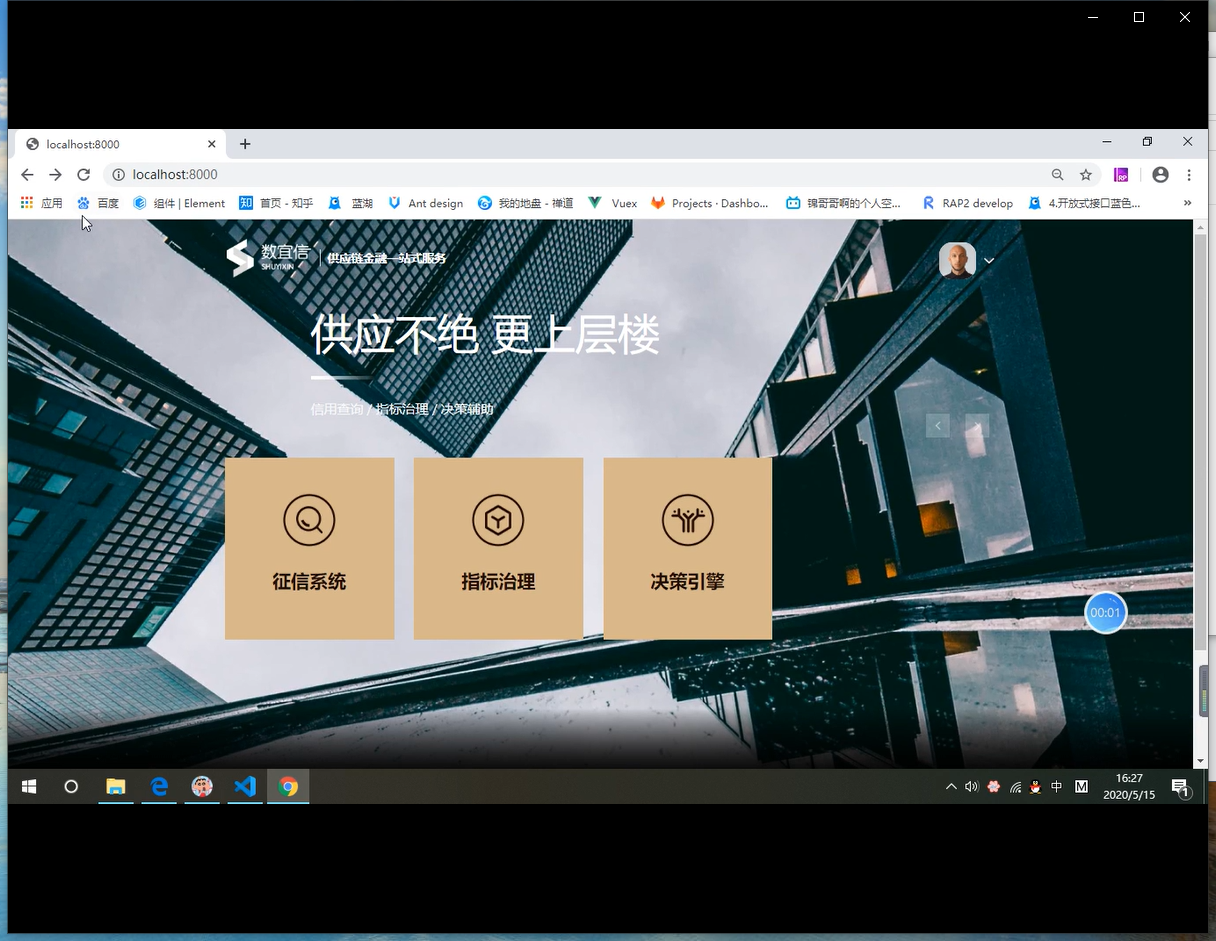 localhost:8000
localhost:8000
应用 百度 组件 | Element 首页 - 知乎 蓝湖 Ant design 我的地盘 - 禅道 Vuex Projects · Dashbo... 锦哥哥啊的个人空... RAP2 develop 4.开放式接口蓝色... »
数宜信
SHUYIXIN
供应链金融一站式服务
供应不绝 更上层楼
信用查询 / 指标治理 / 决策辅助
征信系统 指标治理 决策引擎
00:01
中 M
16:27
2020/5/15
1